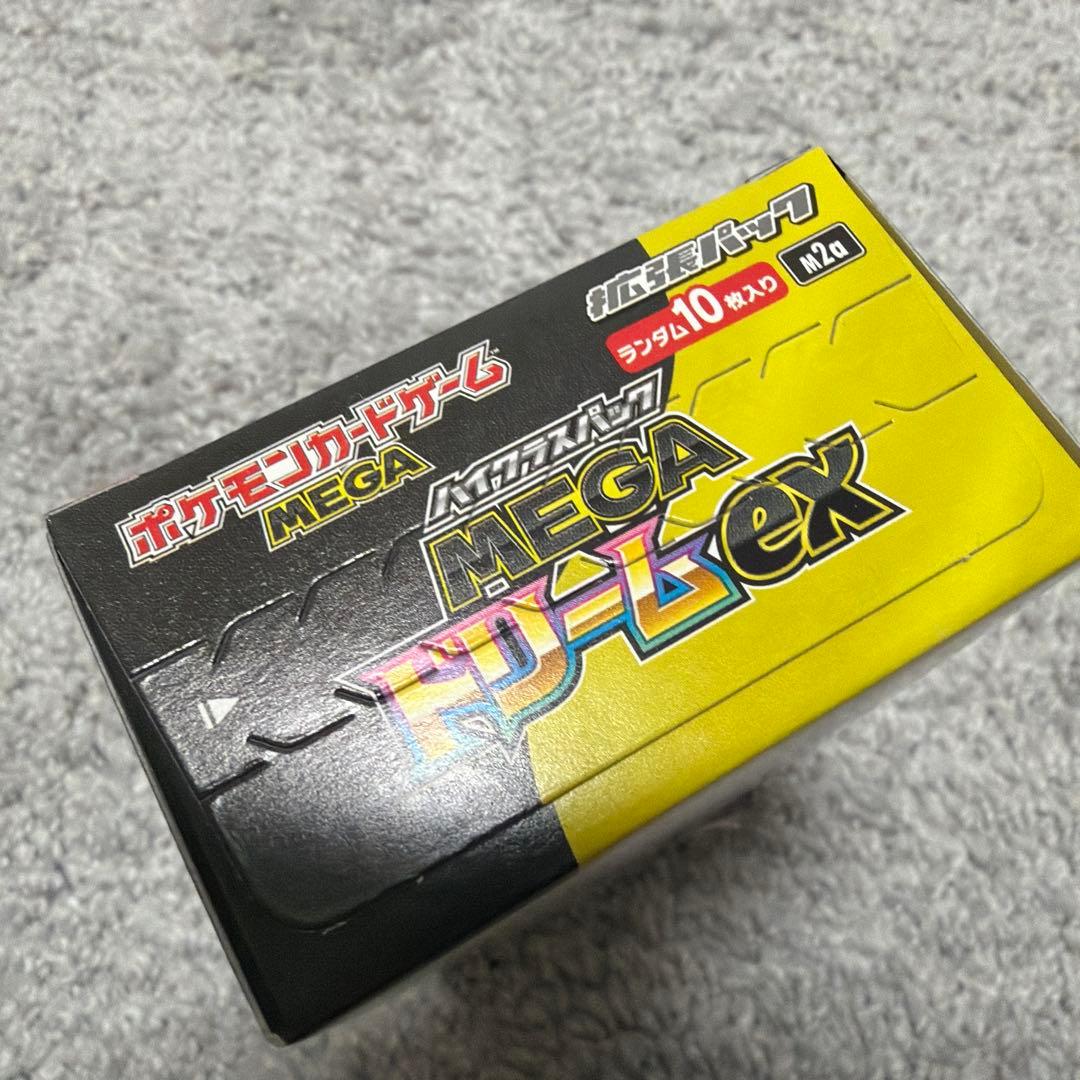 拡張パック
ランダム10枚入り
M2a
ポケモンカードゲーム™
MEGA
ハイクラスパック
MEGA
ドリームex